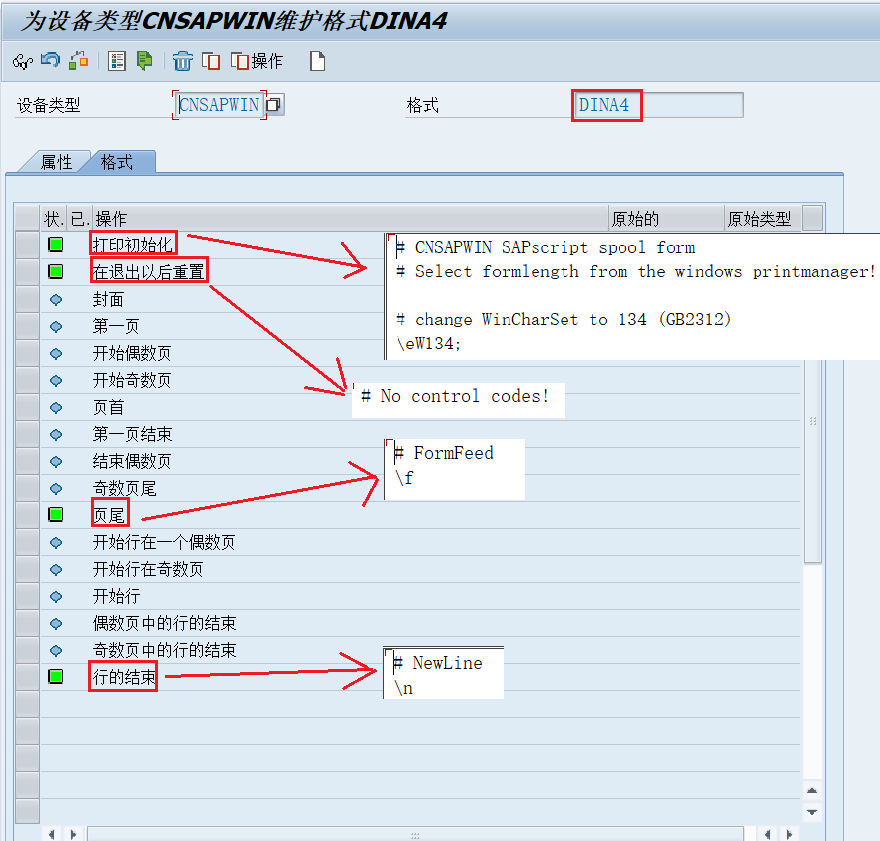 为设备类型CNSAPWIN维护格式DINA4
操作
设备类型 CNSAPWIN 格式 DINA4
属性 格式
状. 已. 操作 原始的 原始类型
打印初始化
# CNSAPWIN SAPscript spool form
# Select formlength from the windows printmanager!
# change WinCharSet to 134 (GB2312)
\eW134;
在退出以后重置
封面
第一页
开始偶数页
开始奇数页
# No control codes!
页首
第一页结束
# FormFeed
\f
结束偶数页
奇数页尾
页尾
开始行在一个偶数页
开始行在奇数页
开始行
偶数页中的行的结束
奇数页中的行的结束
# NewLine
\n
行的结束